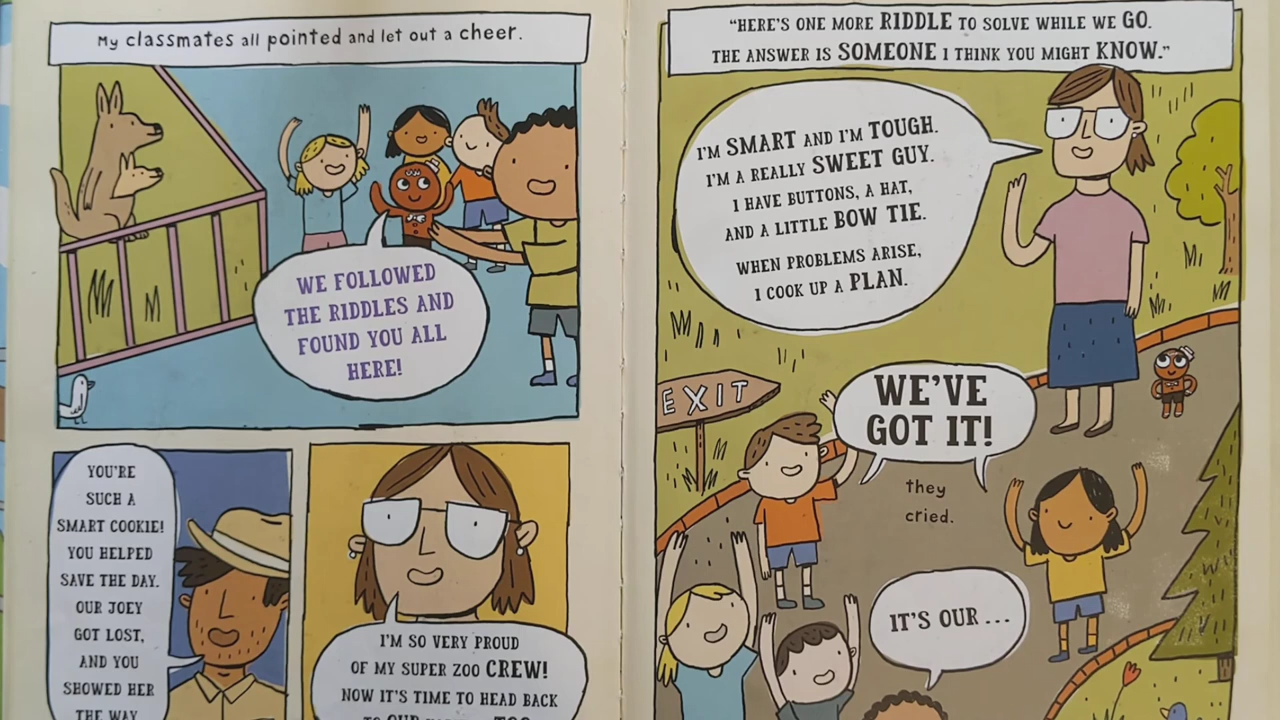 My classmates all pointed and let out a cheer.
WE FOLLOWED
THE RIDDLES AND
FOUND YOU ALL
HERE!
YOU'RE
SUCH A
SMART COOKIE!
YOU HELPED
SAVE THE DAY.
OUR JOEY
GOT LOST,
AND YOU
SHOWED HER
THE WAY
I'M SO VERY PROUD
OF MY SUPER ZOO CREW!
NOW IT'S TIME TO HEAD BACK
TO OUR
"HERE'S ONE MORE RIDDLE TO SOLVE WHILE WE GO.
THE ANSWER IS SOMEONE I THINK YOU MIGHT KNOW."
I'M SMART AND I'M TOUGH.
I'M A REALLY SWEET GUY.
I HAVE BUTTONS, A HAT,
AND A LITTLE BOW TIE.
WHEN PROBLEMS ARISE,
I COOK UP A PLAN.
EXIT
WE'VE
GOT IT!
they
cried.
IT'S OUR ...